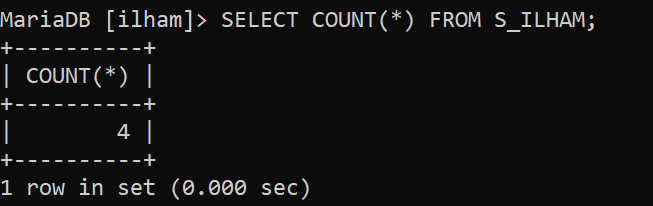 MariaDB [ilham]> SELECT COUNT(*) FROM S_ILHAM;
+----------+
| COUNT(*) |
+----------+
|        4 |
+----------+
1 row in set (0.000 sec)